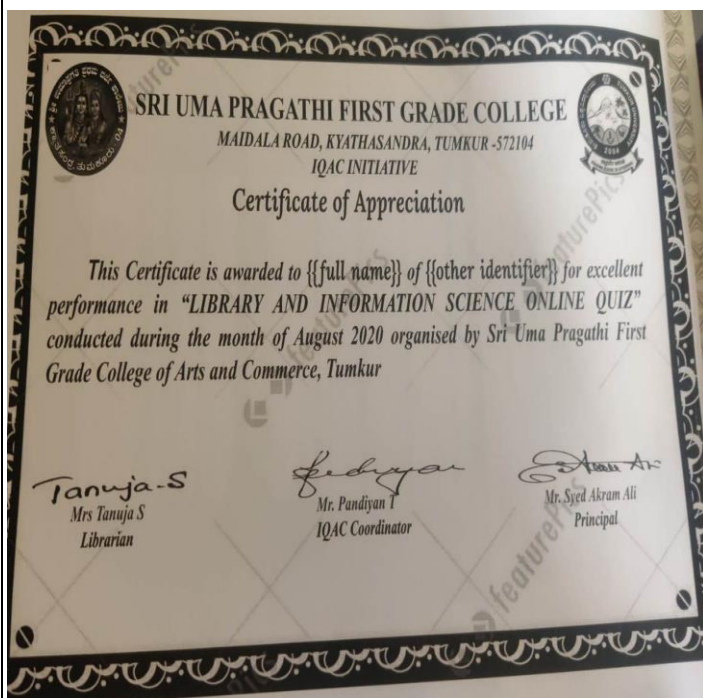 SRI UMA PRAGATHI FIRST GRADE COLLEGE
MAIDALA ROAD, KYATHASANDRA, TUMKUR -572104
IQAC INITIATIVE
Certificate of Appreciation
This Certificate is awarded to {{full name}} of {{other identifier}} for excellent
performance in “LIBRARY AND INFORMATION SCIENCE ONLINE QUIZ”
conducted during the month of August 2020 organised by Sri Uma Pragathi First
Grade College of Arts and Commerce, Tumkur
Tanuja-S
Mrs Tanuja S
Librarian
Mr. Pandiyan T
IQAC Coordinator
Mr. Syed Akram Ali
Principal
featurePics
featurePics
featurePics